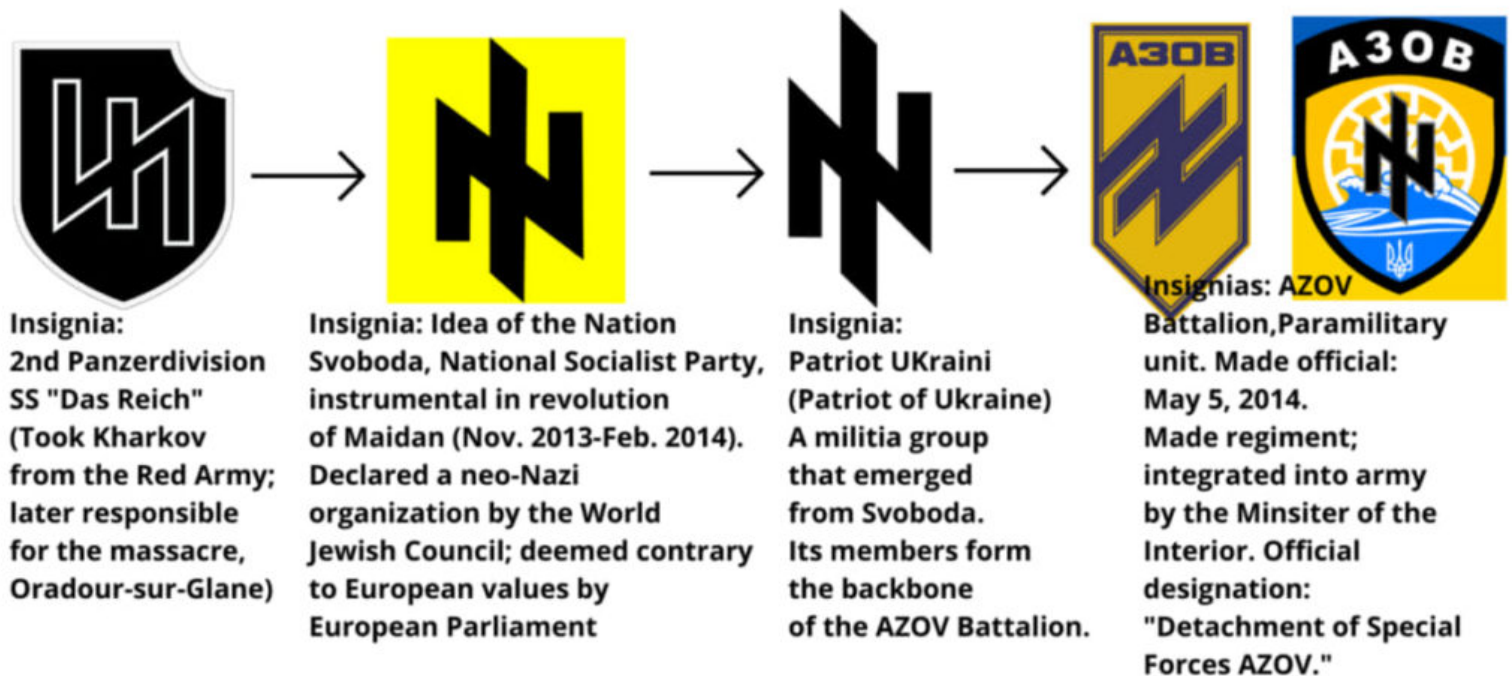 АЗОВ
АЗОВ
Insignia:
2nd Panzerdivision
SS "Das Reich"
(Took Kharkov
from the Red Army;
later responsible
for the massacre,
Oradour-sur-Glane)
Insignia: Idea of the Nation
Svoboda, National Socialist Party,
instrumental in revolution
of Maidan (Nov. 2013-Feb. 2014).
Declared a neo-Nazi
organization by the World
Jewish Council; deemed contrary
to European values by
European Parliament
Insignia:
Patriot UKraini
(Patriot of Ukraine)
A militia group
that emerged
from Svoboda.
Its members form
the backbone
of the AZOV Battalion.
Insignias: AZOV
Battalion,Paramilitary
unit. Made official:
May 5, 2014.
Made regiment;
integrated into army
by the Minsiter of the
Interior. Official
designation:
"Detachment of Special
Forces AZOV."